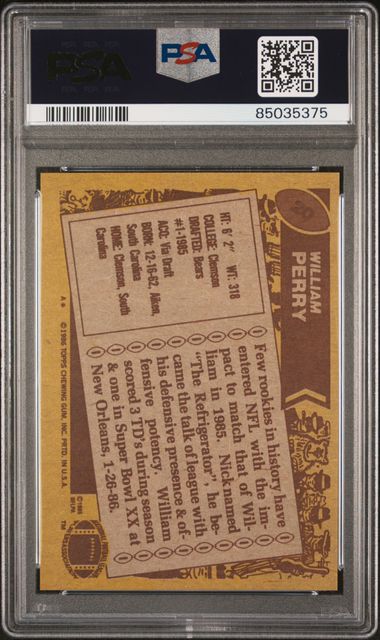 PSA
PSA
85035375
20
WILLIAM
PERRY
HT: 6' 2" WT: 318
COLLEGE: Clemson
DRAFTED: Bears
#1-1985
ACQ: Via Draft
BORN: 12-16-62, Aiken,
South Carolina
HOME: Clemson, South
Carolina
Few rookies in history have
entered NFL with the im-
pact to match that of Wil-
liam in 1985. Nicknamed
"The Refrigerator", he be-
came the talk of league with
his defensive presence & of-
fensive potency. William
scored 3 TD's during season
& one in Super Bowl XX at
New Orleans, 1-26-86.
A * ©1986 TOPPS CHEWING GUM, INC. PRTD. IN U.S.A.
©1985
NFLPA
TM